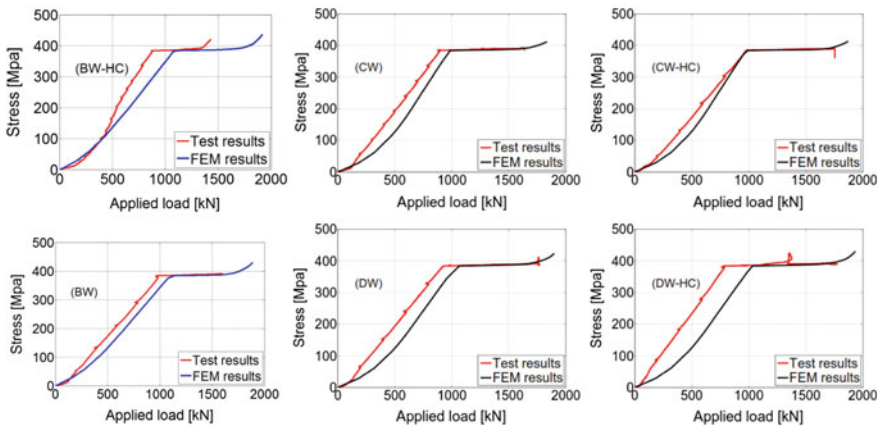 Stress [Mpa]
500
400
300
200
100
0
(BW-HC)
Test results
FEM results
0 500 1000 1500 2000
Applied load [kN]
Stress [Mpa]
500
400
300
200
100
0
(CW)
Test results
FEM results
0 500 1000 1500 2000
Applied load [kN]
Stress [Mpa]
500
400
300
200
100
0
(CW-HC)
Test results
FEM results
0 500 1000 1500 2000
Applied load [kN]
Stress [Mpa]
500
400
300
200
100
0
(BW)
Test results
FEM results
0 500 1000 1500 2000
Applied load [kN]
Stress [Mpa]
500
400
300
200
100
0
(DW)
Test results
FEM results
0 500 1000 1500 2000
Applied load [kN]
Stress [Mpa]
500
400
300
200
100
0
(DW-HC)
Test results
FEM results
0 500 1000 1500 2000
Applied load [kN]